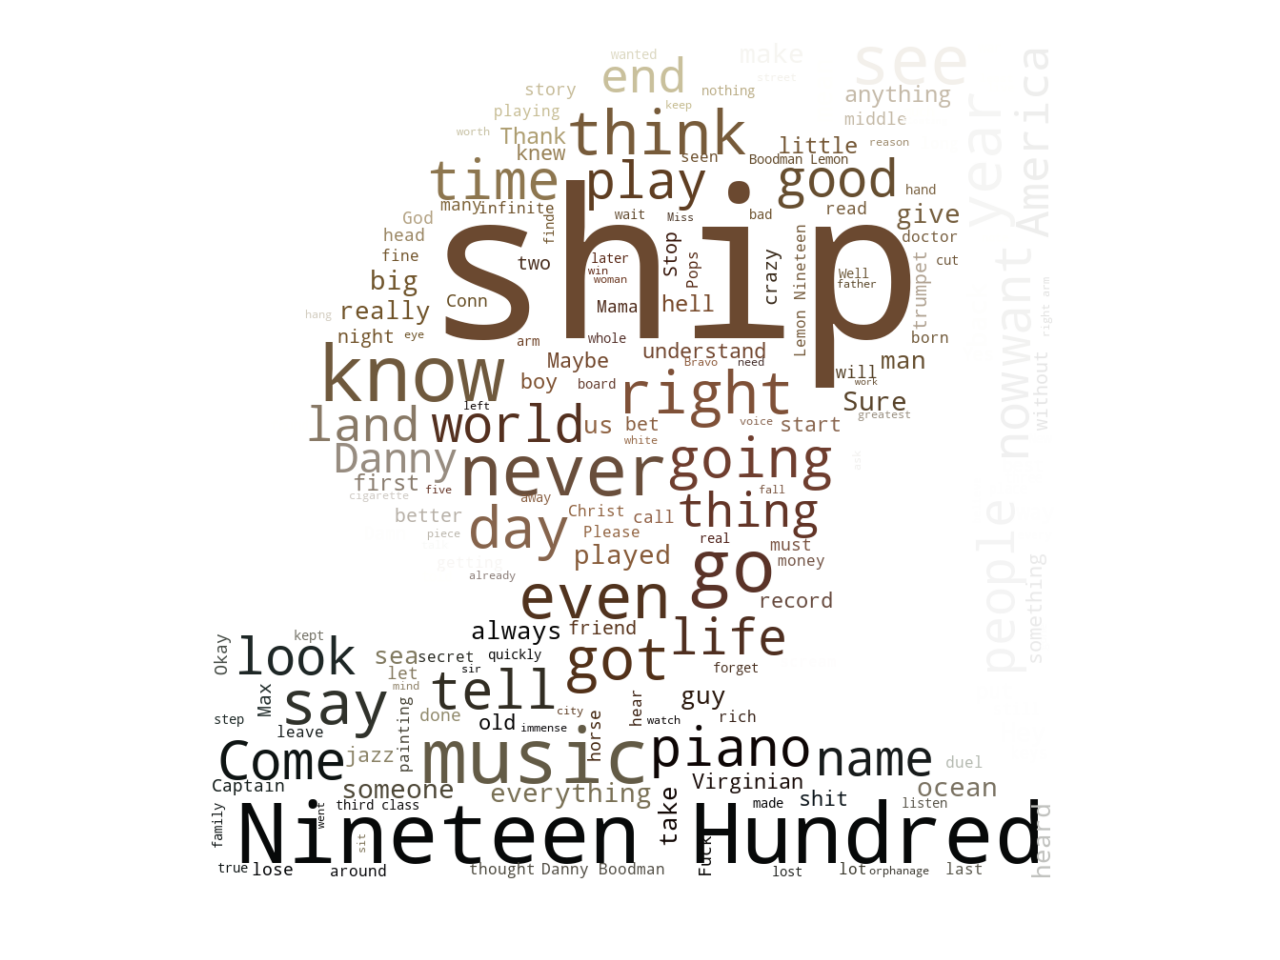 wanted
make
see
America
street
end
story
nothing
anything
year
playing
keep
middle
worth
Thank
think
little
reason
knew
seen
Boodman Lemon
time
play
good
hand
many
infinite
finde
wait
Miss
bad
read
give
God
ship
head
doctor
fine
two
later
Stop
Pops
crazy
Lemon Nineteen
trumpet
cut
big
win
woman
Well
father
Conn
Mama
hell
hang
really
night
eye
arm
whole
born
right arm
know
Maybe
understand
Bravo
need
man
will
work
boy
board
right
now
want
without
left
Sure
greatest
land
world
us
bet
voice
start
white
Danny
never
going
ask
first
cigarette
five
away
fall
better
day
Christ
call
thing
piece
Please
real
must
people
getting
already
played
go
money
something
even
record
always
friend
life
Okay
kept
look
sea
secret
quickly
got
let
sir
forget
Max
say
mind
tell
guy
step
leave
painting
done
old
immense
city
horse
hear
watch
rich
Come
jazz
music
piano
name
duel
Captain
someone
everything
Virginian
ocean
family
went
third class
take
made
shit
listen
heard
Nineteen
Hundred
sit
Fuck
true
lose
around
thought
Danny Boodman
lost
lot
orphanage
last